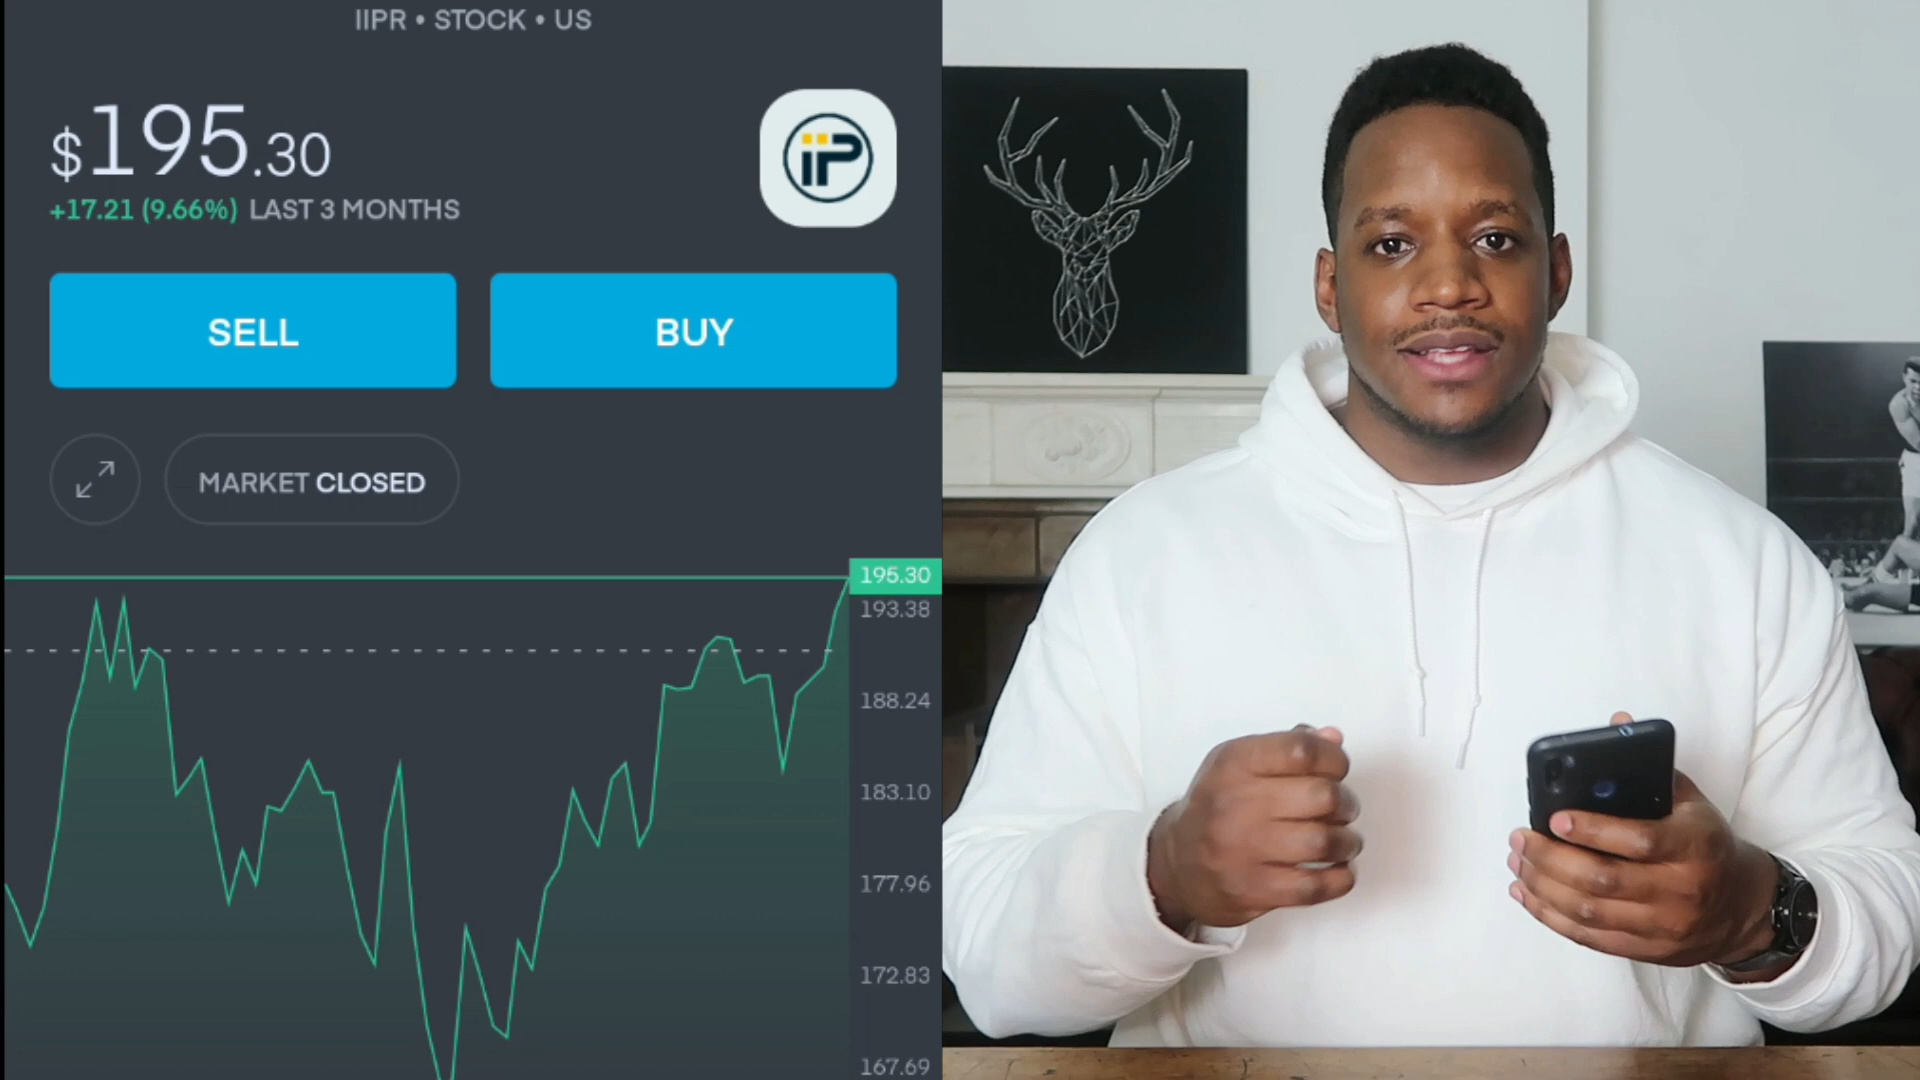 IIPR • STOCK • US
$195.30
+17.21 (9.66%) LAST 3 MONTHS
iiP
SELL
BUY
MARKET CLOSED
195.30
193.38
188.24
183.10
177.96
172.83
167.69